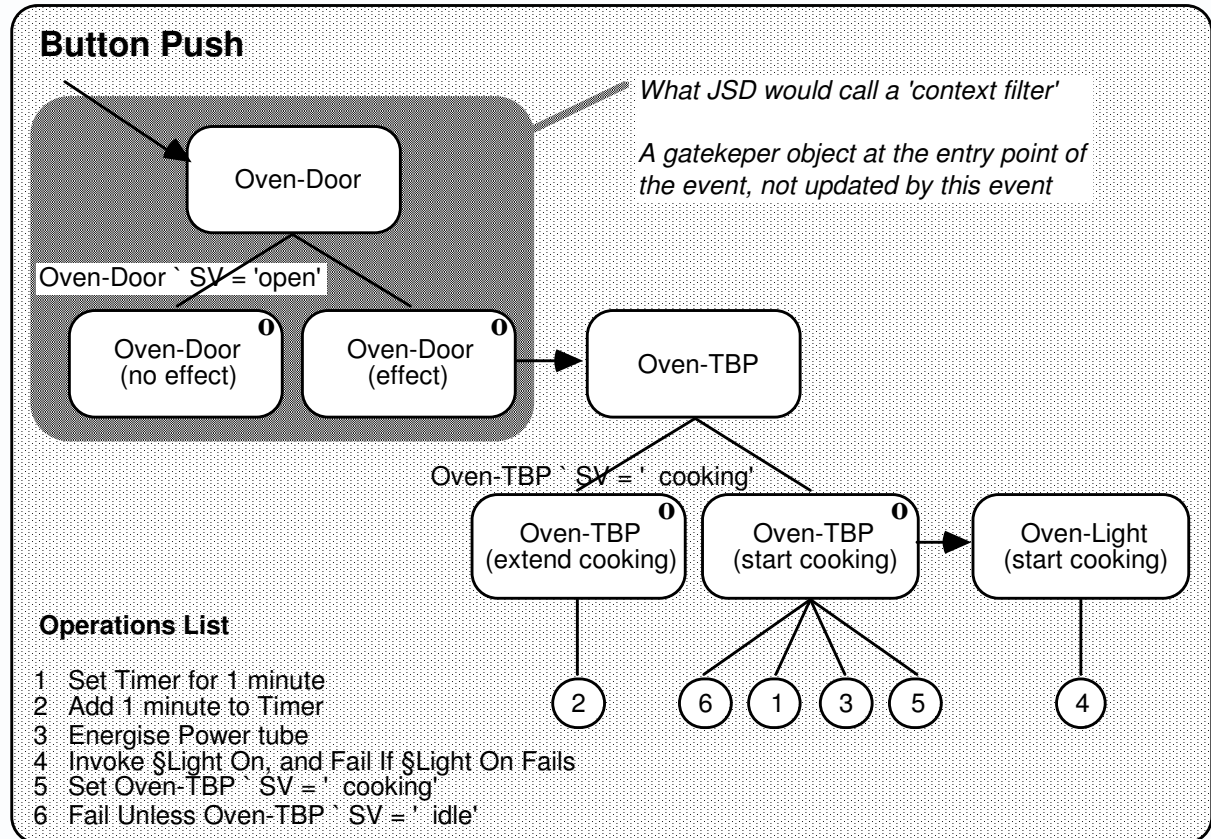 Button Push
What JSD would call a 'context filter'
A gatekeper object at the entry point of
the event, not updated by this event
Oven-Door
Oven-Door ` SV = 'open'
o
Oven-Door
(no effect)
o
Oven-Door
(effect)
Oven-TBP
Oven-TBP ` SV = ' cooking'
o
Oven-TBP
(extend cooking)
o
Oven-TBP
(start cooking)
Oven-Light
(start cooking)
2
6
1
3
5
4
Operations List
1 Set Timer for 1 minute
2 Add 1 minute to Timer
3 Energise Power tube
4 Invoke §Light On, and Fail If §Light On Fails
5 Set Oven-TBP ` SV = ' cooking'
6 Fail Unless Oven-TBP ` SV = ' idle'